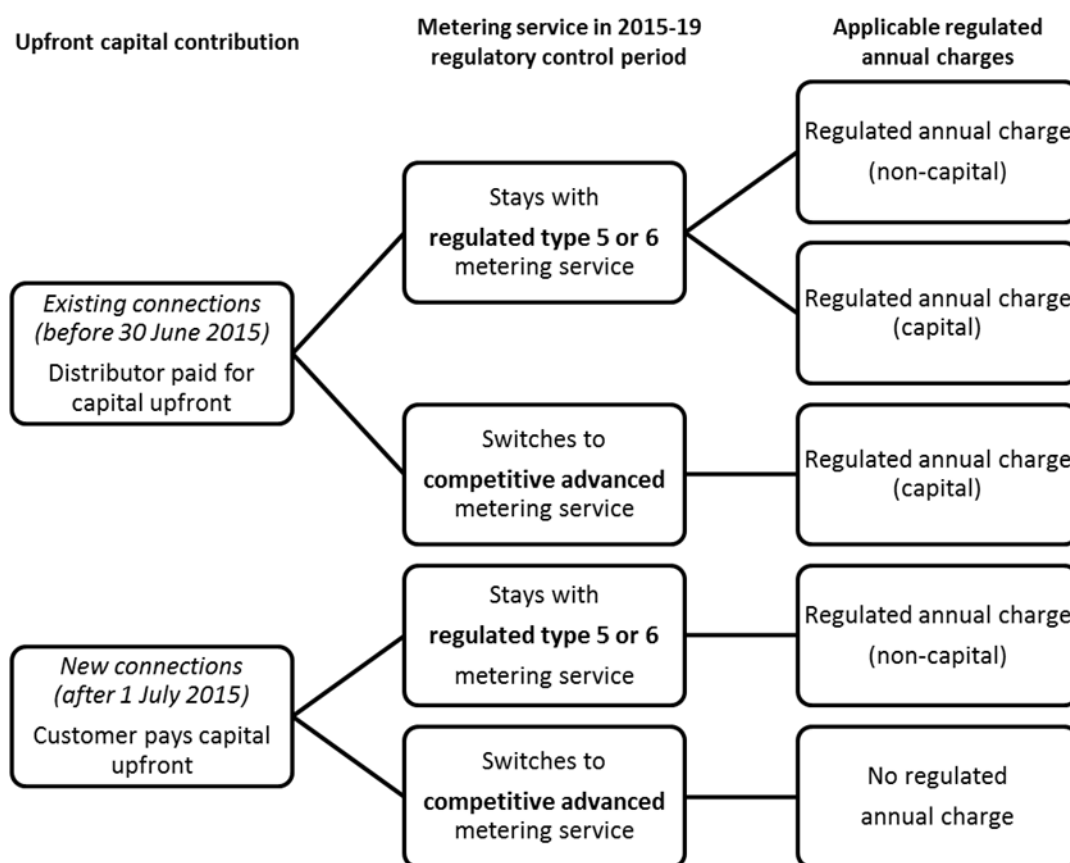 Upfront capital contribution
Metering service in 2015-19
regulatory control period
Applicable regulated
annual charges
Existing connections
(before 30 June 2015)
Distributor paid for
capital upfront
Stays with
regulated type 5 or 6
metering service
Regulated annual charge
(non-capital)
Regulated annual charge
(capital)
Switches to
competitive advanced
metering service
Regulated annual charge
(capital)
New connections
(after 1 July 2015)
Customer pays capital
upfront
Stays with
regulated type 5 or 6
metering service
Regulated annual charge
(non-capital)
Switches to
competitive advanced
metering service
No regulated
annual charge